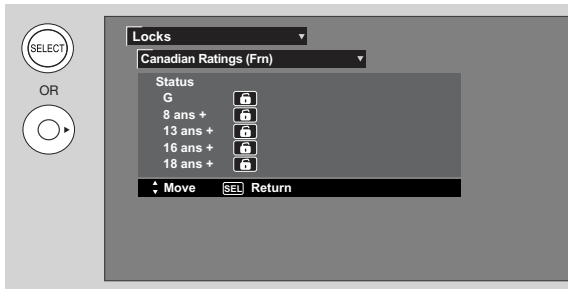 SELECT
OR
Locks
Canadian Ratings (Frn)
Status
G
8 ans +
13 ans +
16 ans +
18 ans +
Move SEL Return